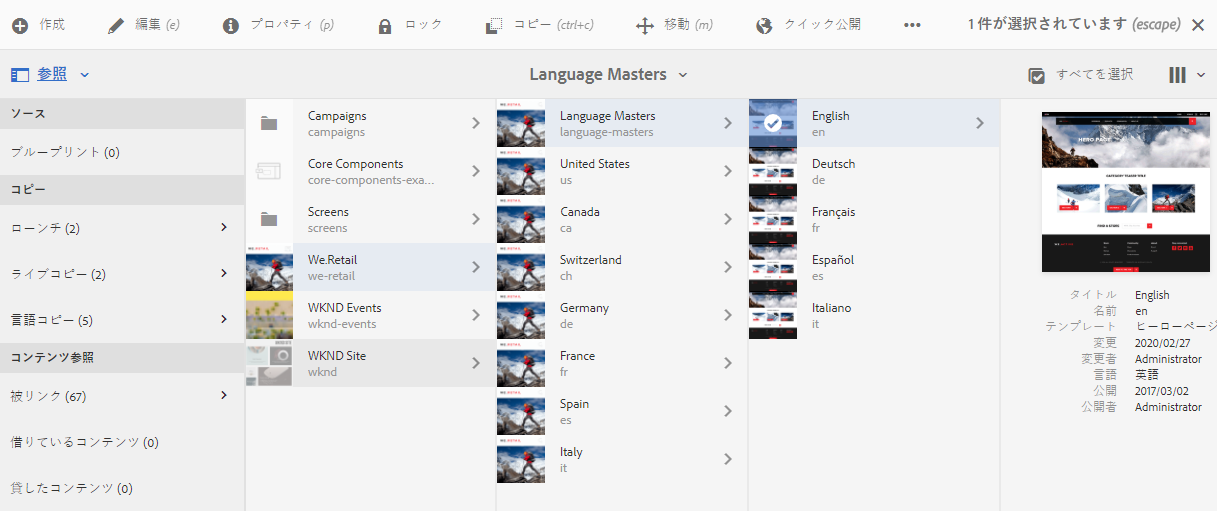 作成 編集 (e) プロパティ (p) ロック コピー (ctrl+c) 移動 (m) クイック公開 ••• 1 件が選択されています (escape)
参照 Language Masters すべてを選択
ソース
ブループリント (0)
コピー
ローンチ (2)
ライブコピー (2)
言語コピー (5)
コンテンツ参照
被リンク (67)
借りているコンテンツ (0)
貸したコンテンツ (0)
Campaigns
campaigns
Core Components
core-components-exa...
Screens
screens
We.Retail
we-retail
WKND Events
wknd-events
WKND Site
wknd
Language Masters
language-masters
United States
us
Canada
ca
Switzerland
ch
Germany
de
France
fr
Spain
es
Italy
it
English
en
Deutsch
de
Français
fr
Español
es
Italiano
it
HERO PAGE
タイトル English
名前 en
テンプレート ヒーローページ
変更 2020/02/27
変更者 Administrator
言語 英語
公開 2017/03/02
公開者 Administrator